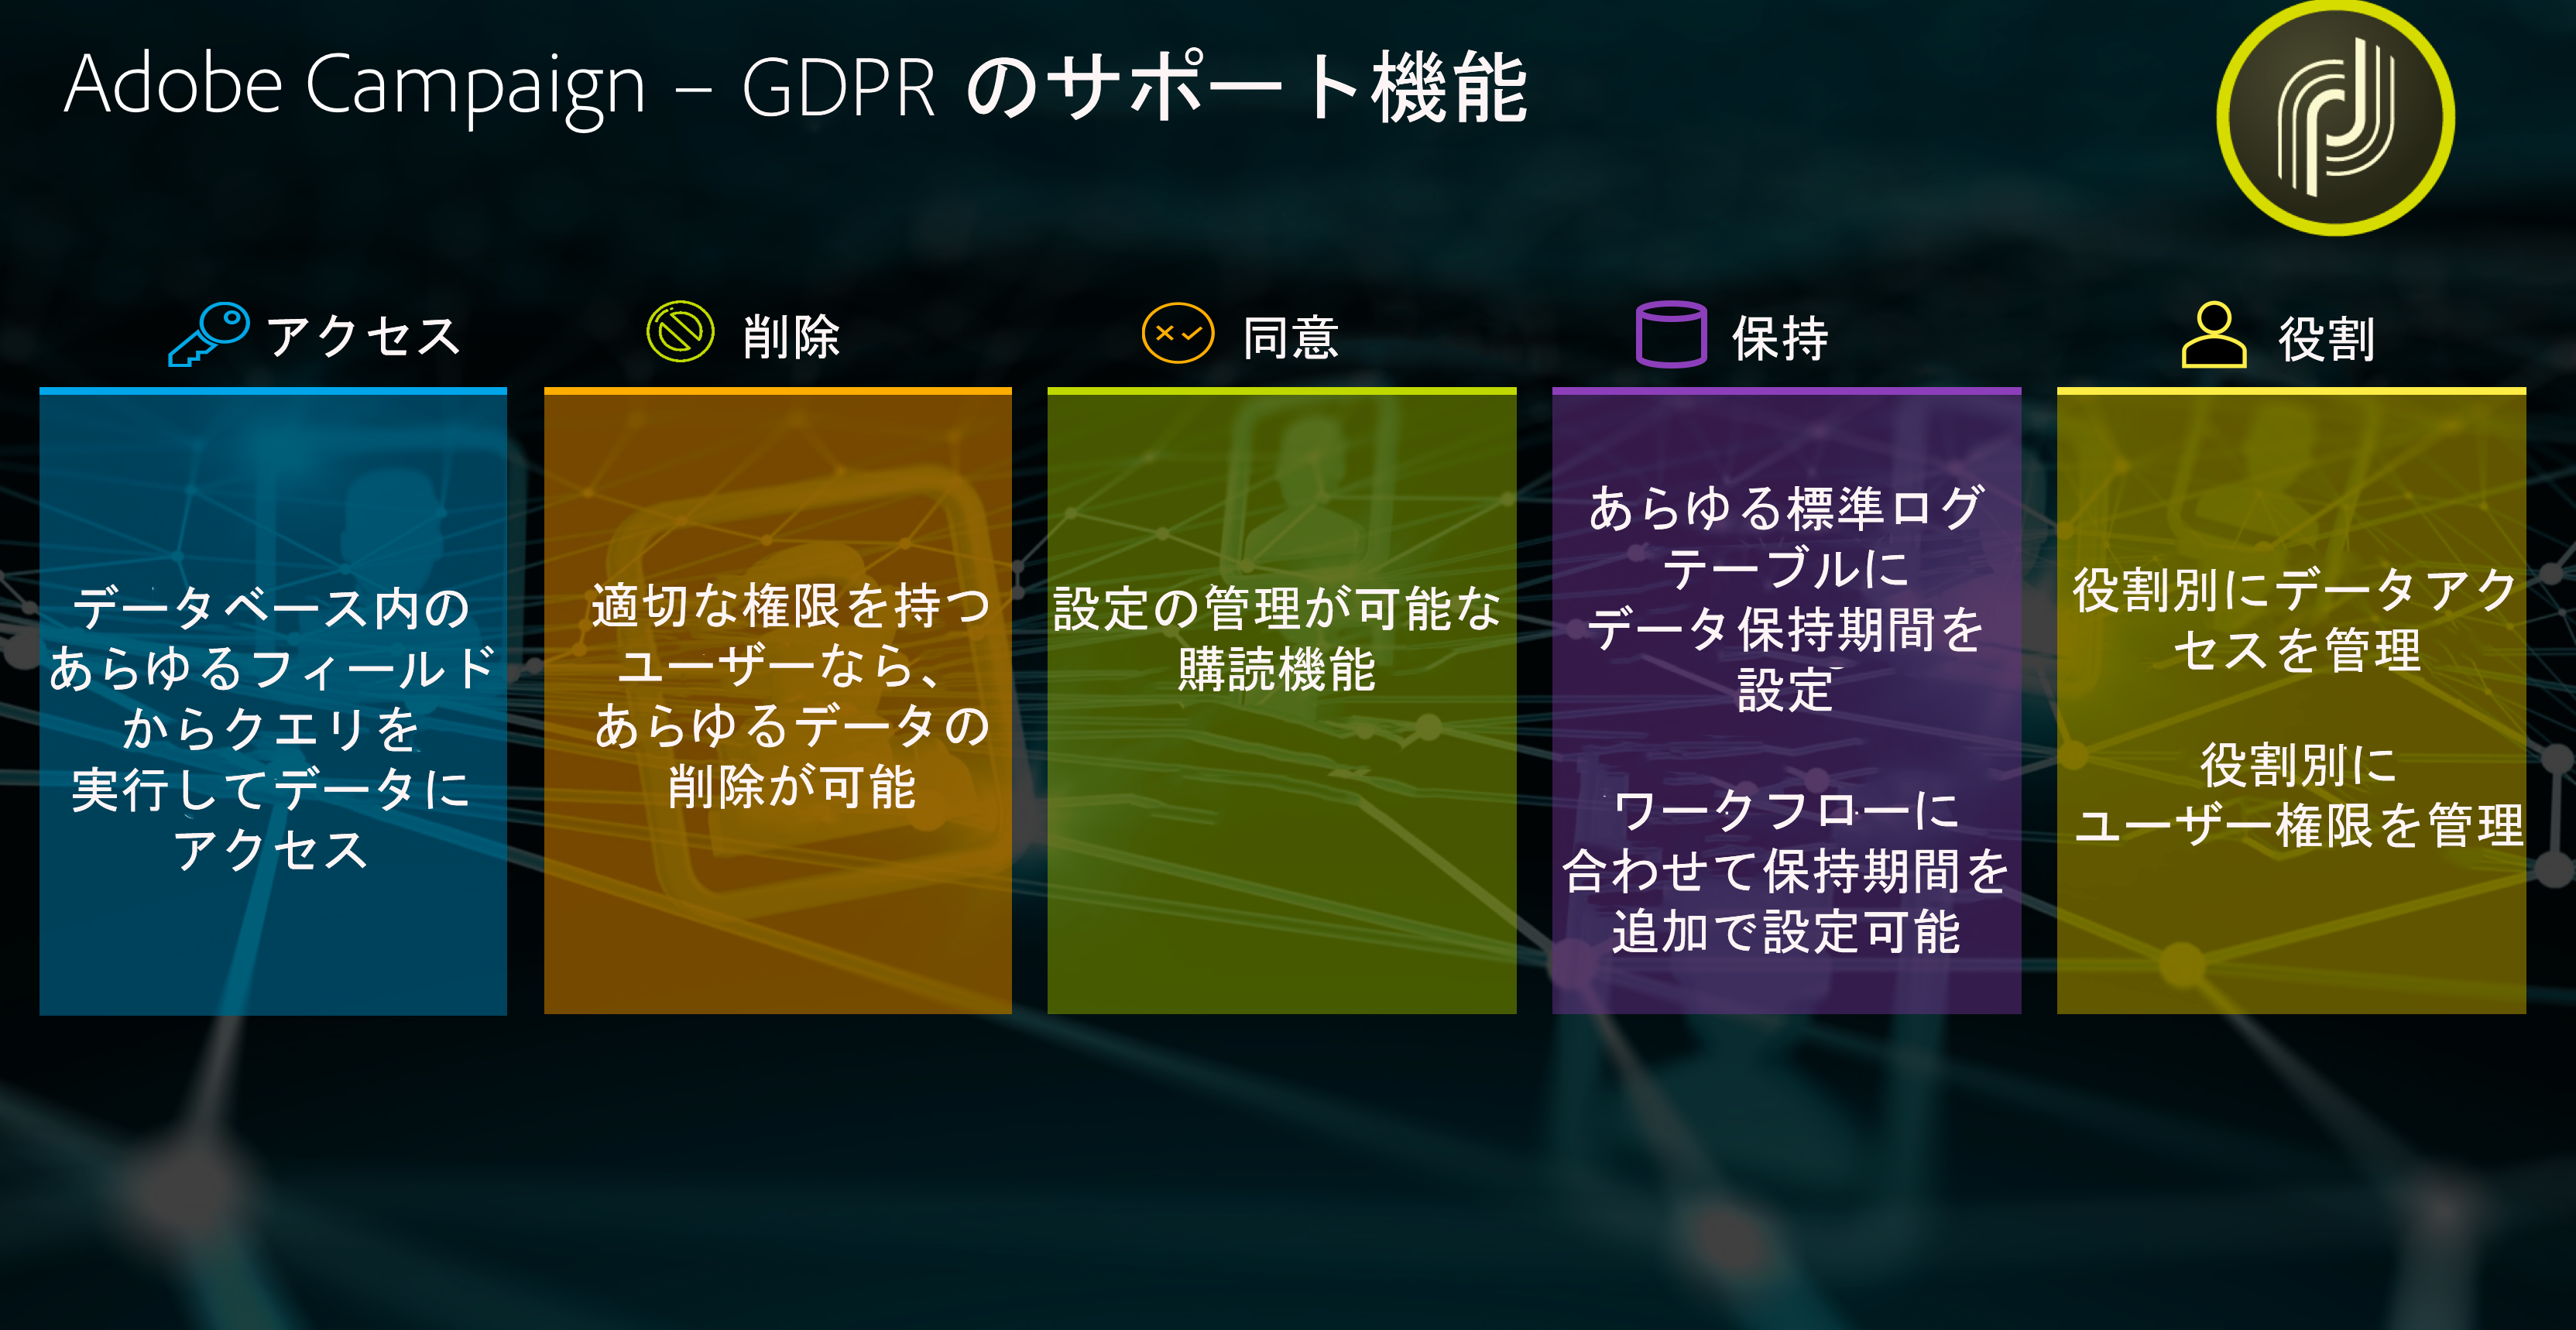 Adobe Campaign – GDPR のサポート機能
アクセス
データベース内の
あらゆるフィールド
からクエリを
実行してデータに
アクセス
削除
適切な権限を持つ
ユーザーなら、
あらゆるデータの
削除が可能
同意
設定の管理が可能な
購読機能
保持
あらゆる標準ログ
テーブルに
データ保持期間を
設定
ワークフローに
合わせて保持期間を
追加で設定可能
役割
役割別にデータアク
セスを管理
役割別に
ユーザー権限を管理